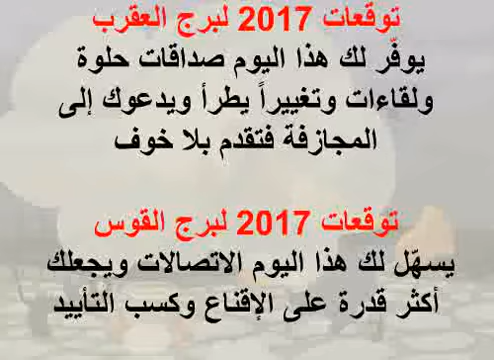 توقعات 2017 لبرج العقرب
يوفّر لك هذا اليوم صداقات حلوة
ولقاءات وتغييراً يطرأ ويدعوك إلى
المجازفة فتقدم بلا خوف
توقعات 2017 لبرج القوس
يسهّل لك هذا اليوم الاتصالات ويجعلك
أكثر قدرة على الإقناع وكسب التأييد